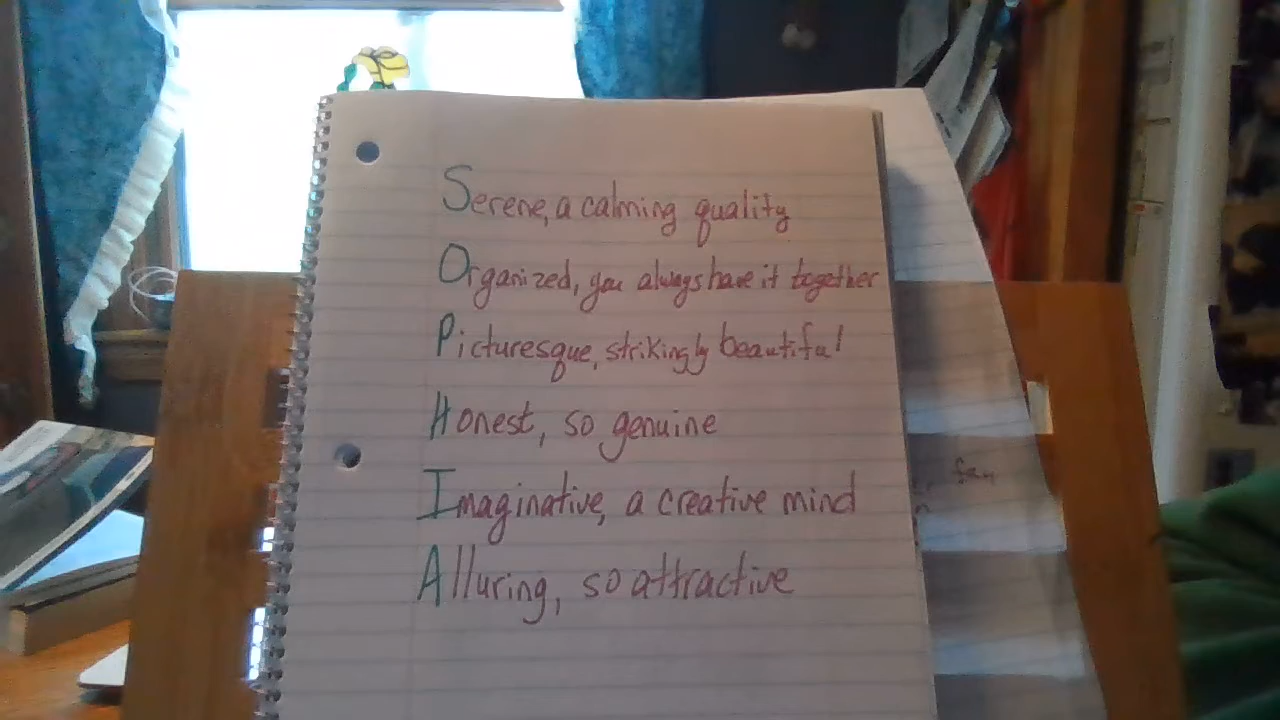 Serene, a calming quality
Organized, you always have it together
Picturesque, strikingly beautiful
Honest, so genuine
Imaginative, a creative mind
Alluring, so attractive
fan